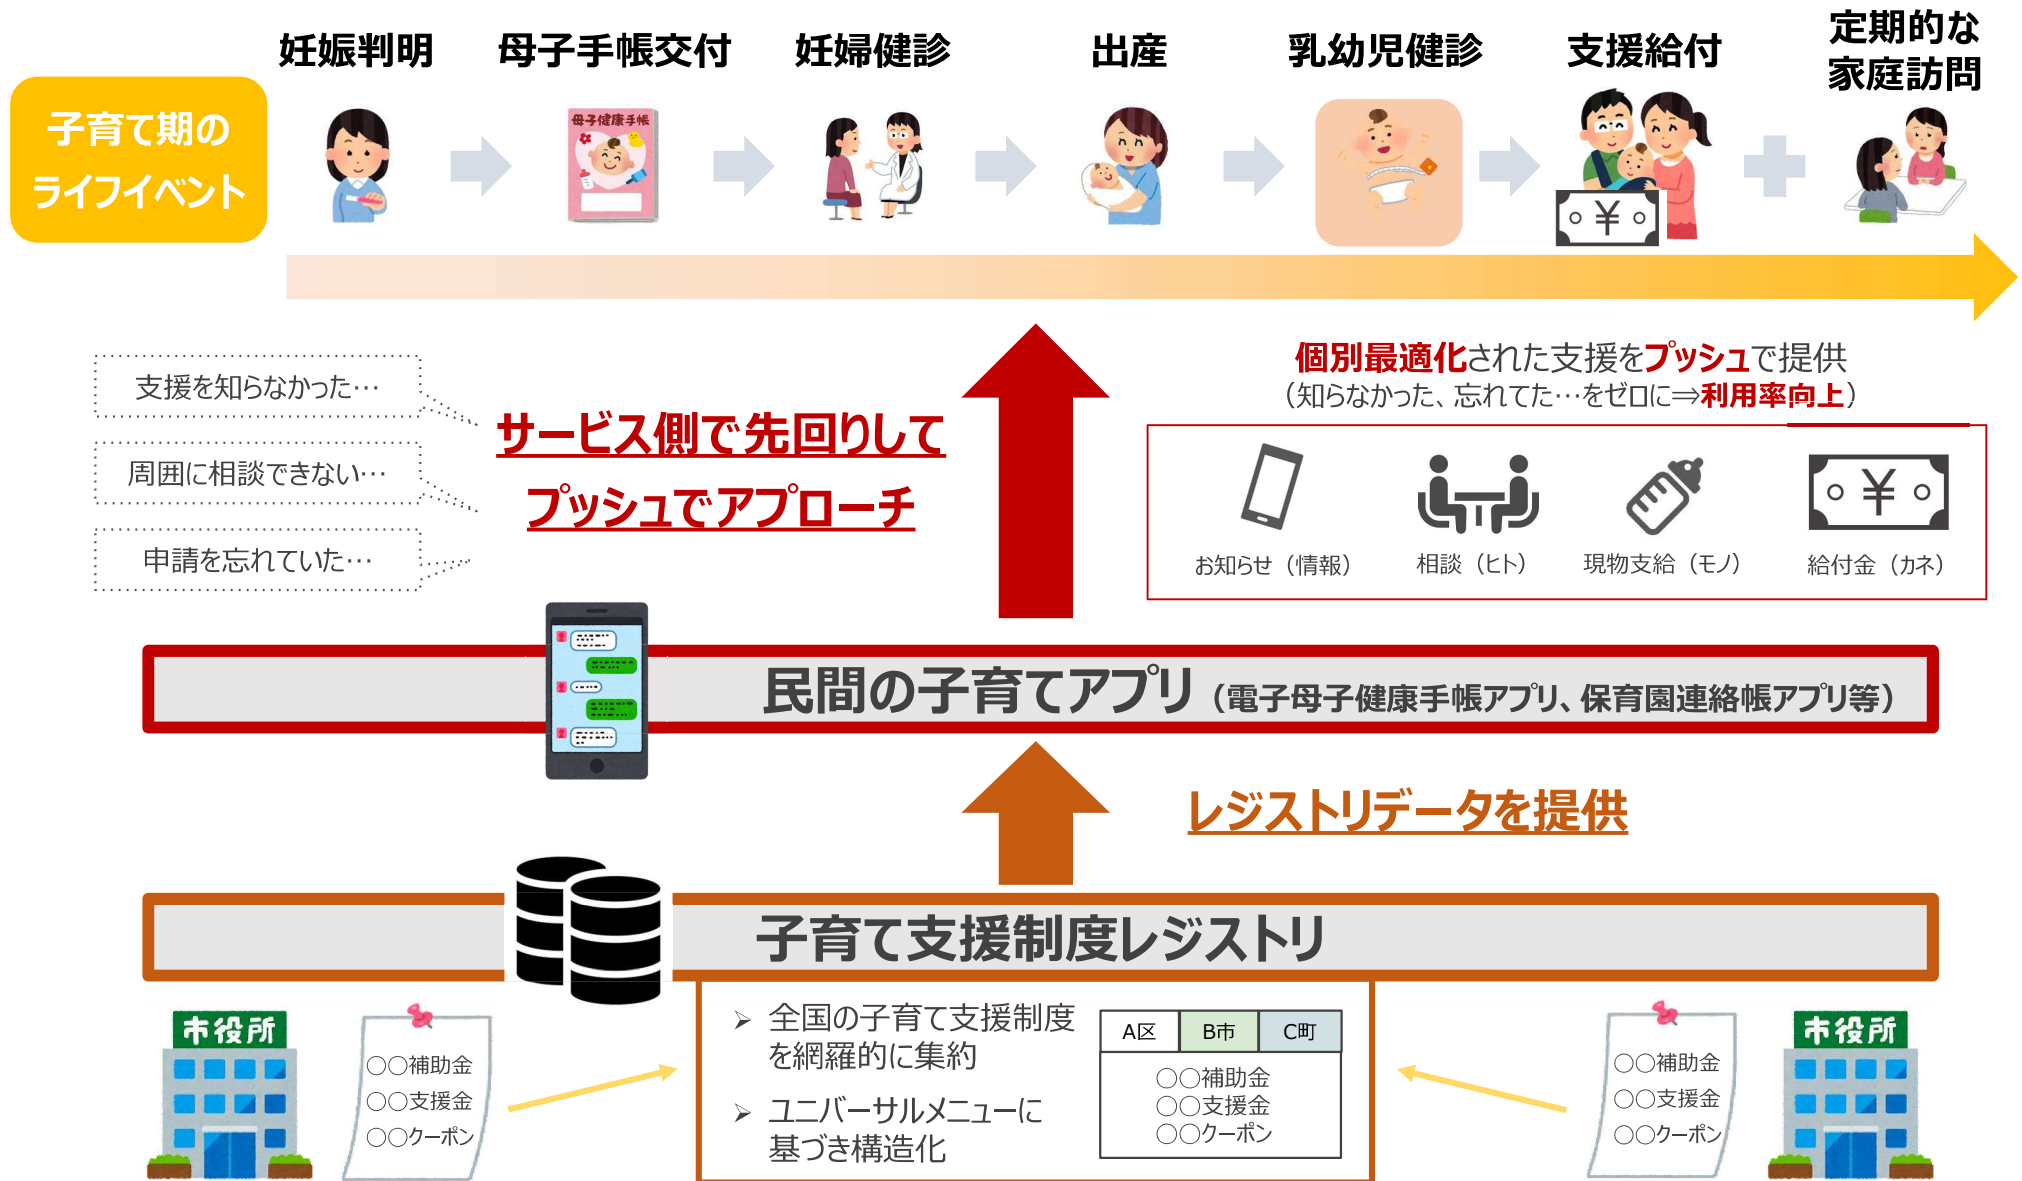 妊娠判明
母子手帳交付
妊婦健診
出産
乳幼児健診
支援給付
定期的な
家庭訪問
子育て期の
ライフイベント
母子健康手帳
¥
支援を知らなかった…
周囲に相談できない…
申請を忘れていた…
サービス側で先回りして
プッシュでアプローチ
個別最適化された支援をプッシュで提供
（知らなかった、忘れてた…をゼロに⇒利用率向上）
¥
お知らせ（情報）
相談（ヒト）
現物支給（モノ）
給付金（カネ）
民間の子育てアプリ（電子母子健康手帳アプリ、保育園連絡帳アプリ等）
レジストリデータを提供
子育て支援制度レジストリ
市役所
〇〇補助金
〇〇支援金
〇〇クーポン
➢ 全国の子育て支援制度
を網羅的に集約
➢ ユニバーサルメニューに
基づき構造化
A区
B市
C町
〇〇補助金
〇〇支援金
〇〇クーポン
〇〇補助金
〇〇支援金
〇〇クーポン
市役所